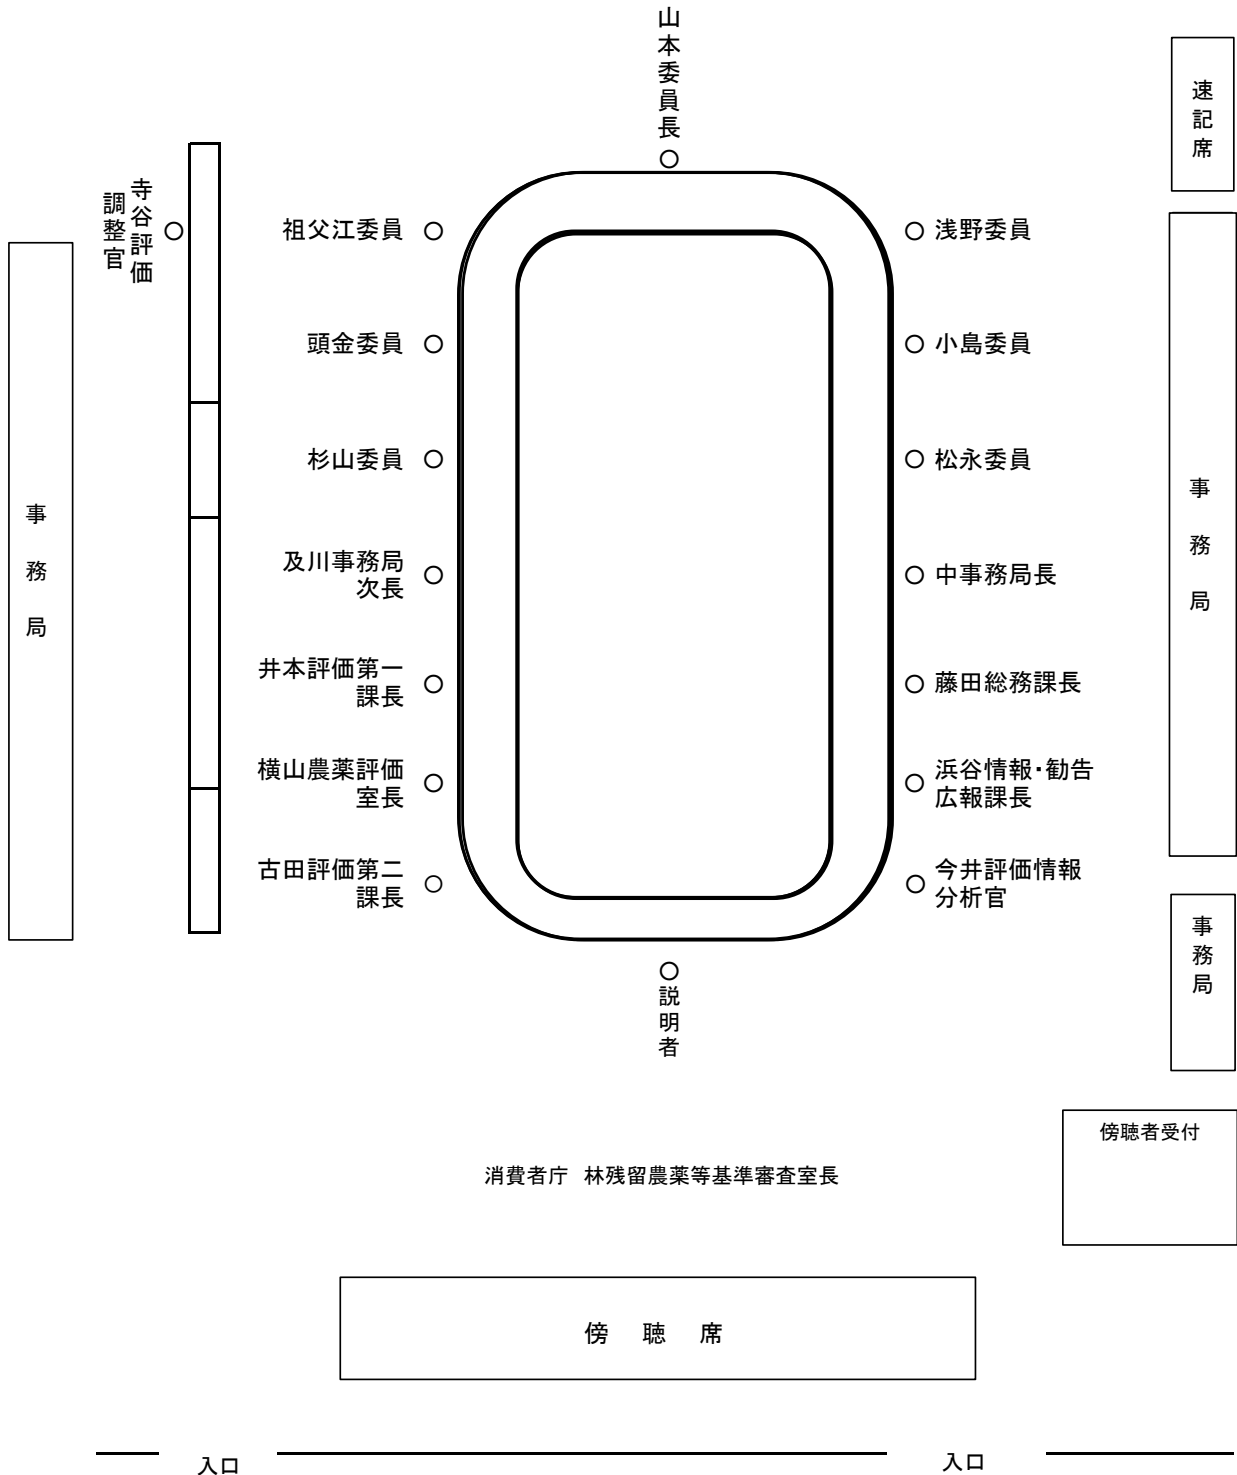 山本委員長
速記席
寺谷評価
調整官
祖父江委員
浅野委員
頭金委員
小島委員
杉山委員
松永委員
事務局
事務局
及川事務局
次長
中事務局長
井本評価第一
課長
藤田総務課長
横山農薬評価
室長
浜谷情報・勧告
広報課長
古田評価第二
課長
今井評価情報
分析官
事務局
説明者
傍聴者受付
消費者庁 林残留農薬等基準審査室長
傍聴席
入口
入口